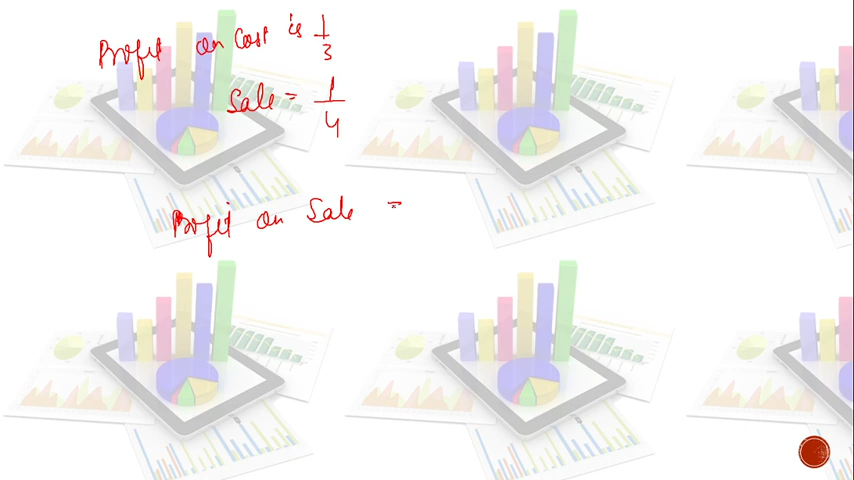 Profit on Cost is 1/3
Sale = 1/4
Profit on Sale =